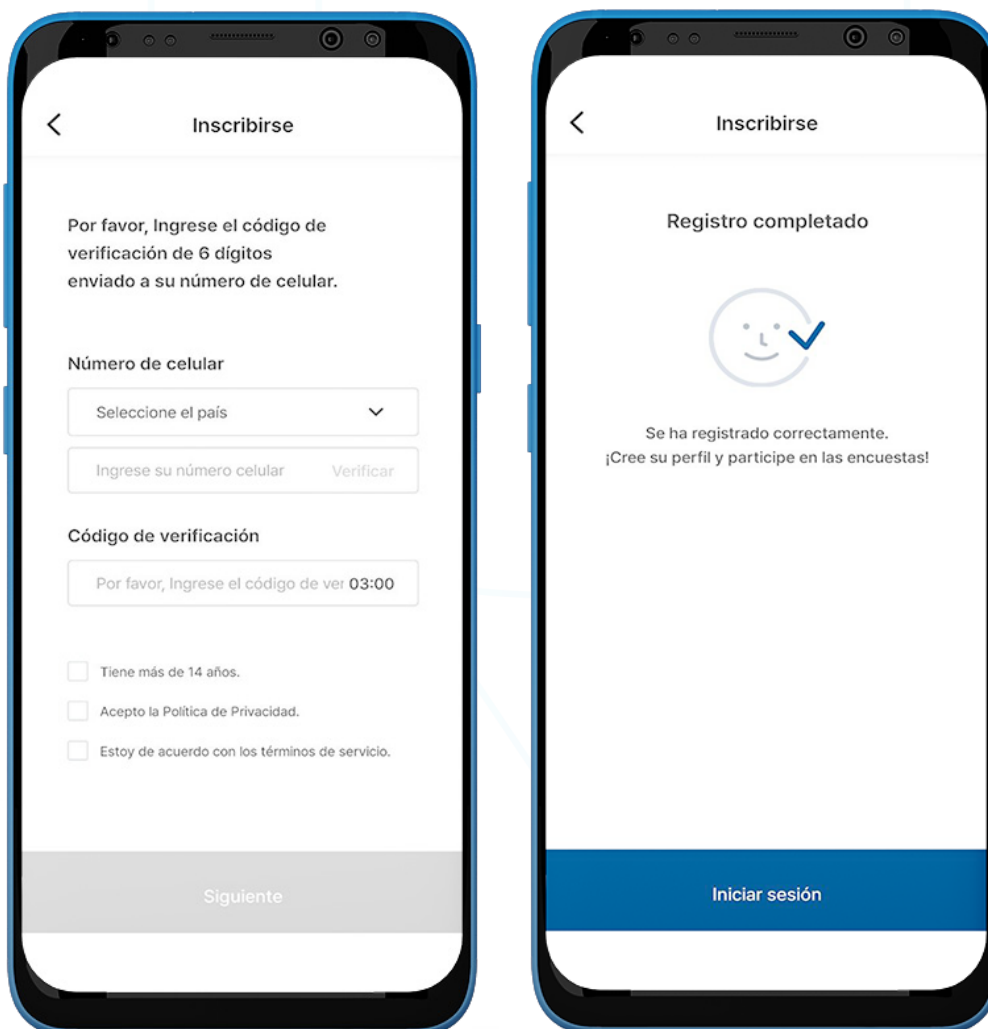 Inscribirse
Por favor, Ingrese el código de
verificación de 6 dígitos
enviado a su número de celular.
Número de celular
Seleccione el país
Ingrese su número celular Verificar
Código de verificación
Por favor, Ingrese el código de ver 03:00
Tiene más de 14 años.
Acepto la Política de Privacidad.
Estoy de acuerdo con los términos de servicio.
Siguiente
Inscribirse
Registro completado
Se ha registrado correctamente.
¡Cree su perfil y participe en las encuestas!
Iniciar sesión